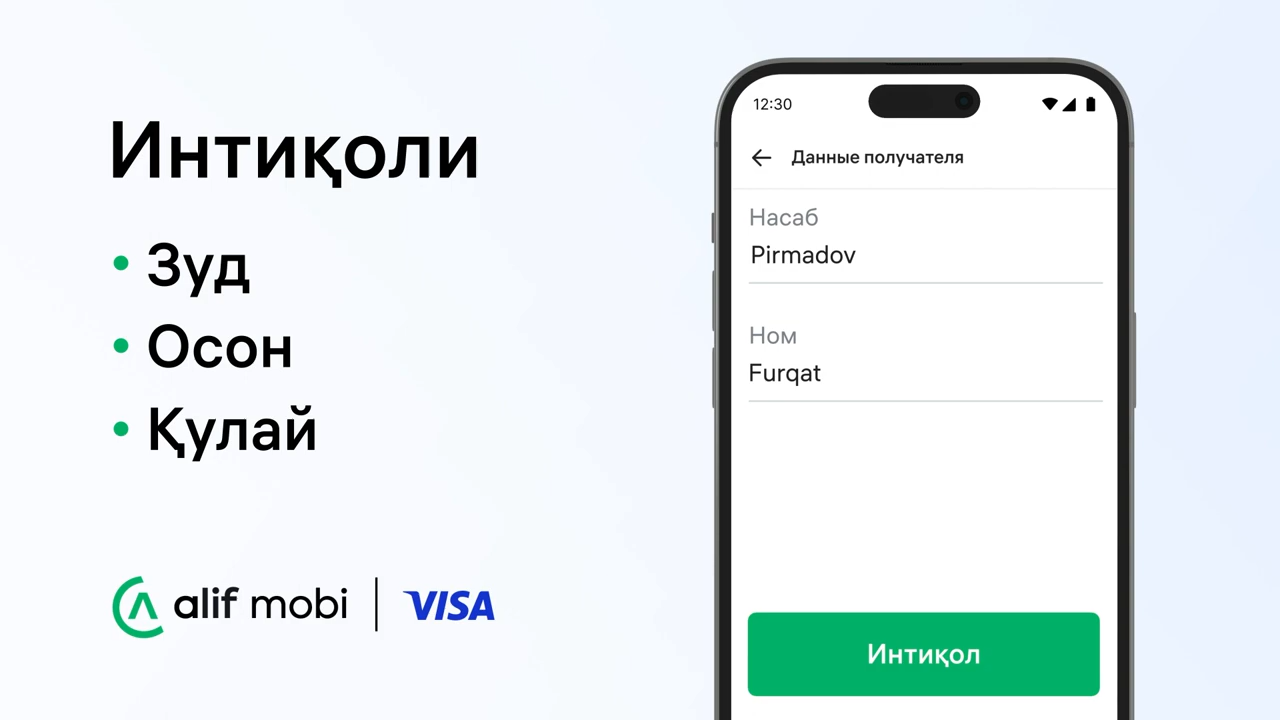 Интиқоли
• Зуд
• Осон
• Қулай
alif mobi | VISA
12:30
Данные получателя
Насаб
Pirmadov
Ном
Furqat
Интиқол